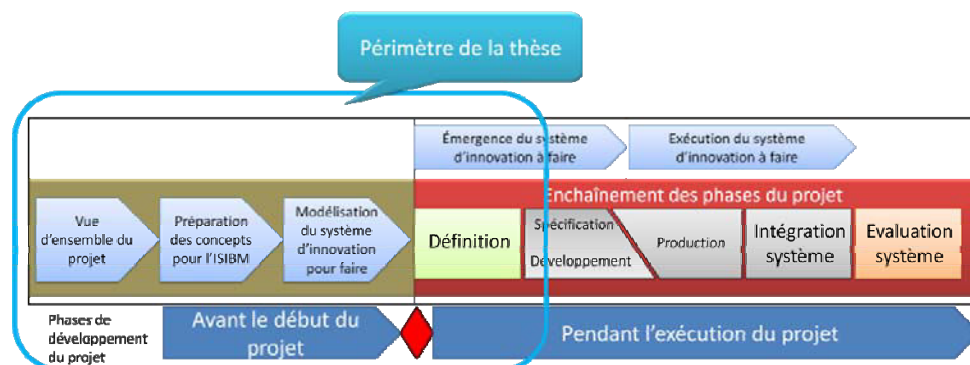 Périmètre de la thèse
Émergence du système
d'innovation à faire
Exécution du système
d'innovation à faire
Enchaînement des phases du projet
Vue
d'ensemble du
projet
Préparation
des concepts
pour l'ISIBM
Modélisation
du système
d'innovation
pour faire
Définition
Spécification
Développement
Production
Intégration
système
Evaluation
système
Phases de
développement
du projet
Avant le début du
projet
Pendant l'exécution du projet